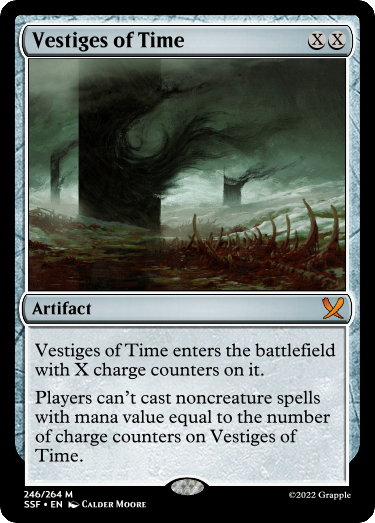 Vestiges of Time
X X
Artifact
Vestiges of Time enters the battlefield
with X charge counters on it.
Players can't cast noncreature spells
with mana value equal to the number
of charge counters on Vestiges of
Time.
246/264 M
SSF • EN Calder Moore
©2022 Grapple